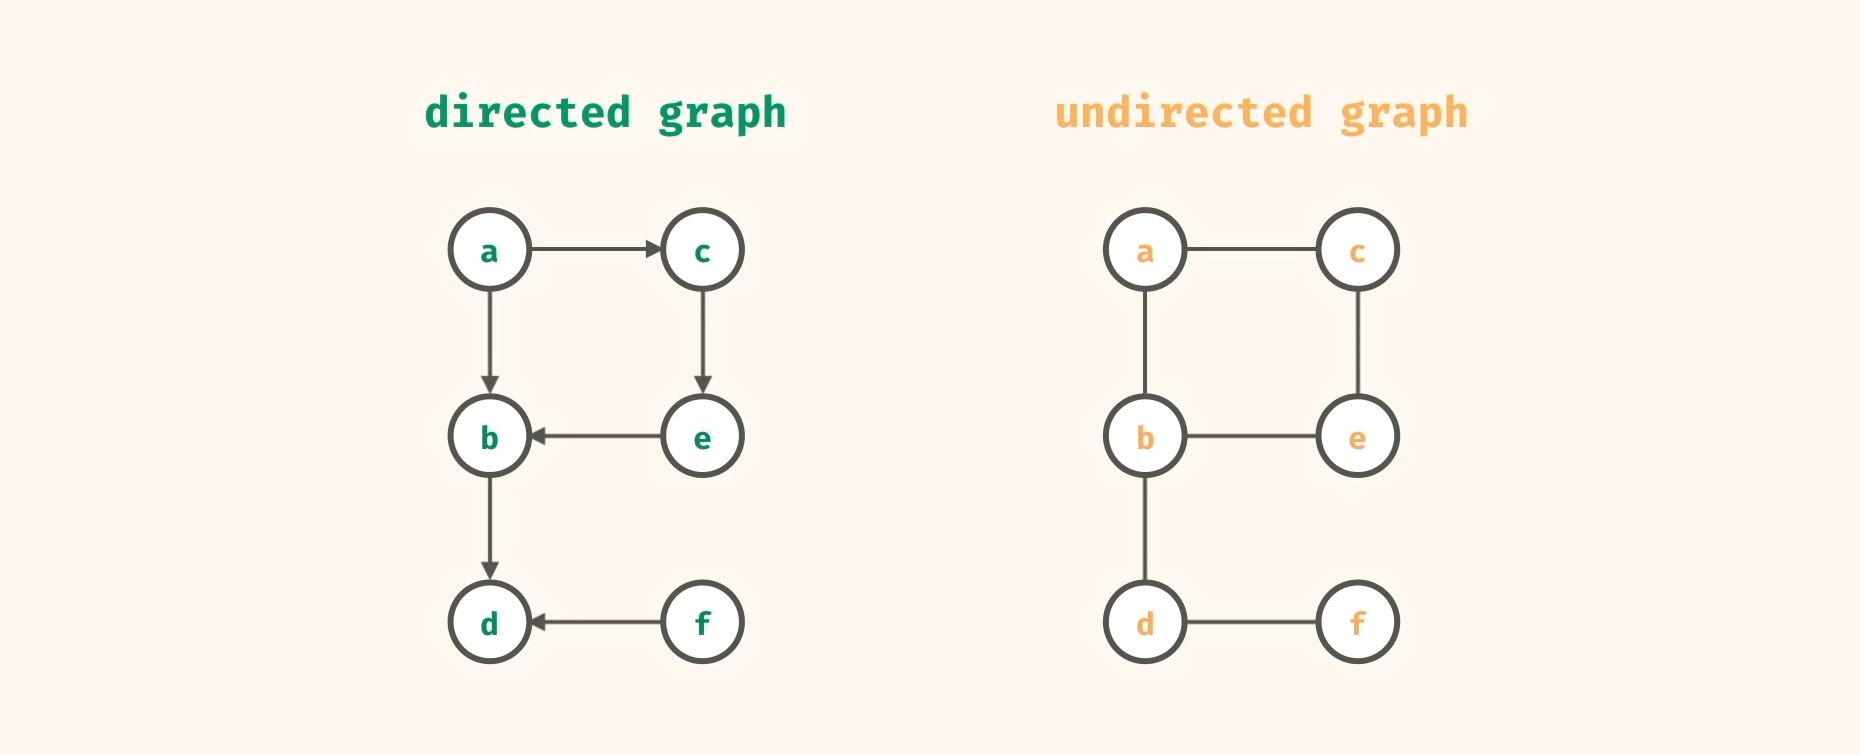 directed graph
a c
b e
d f
undirected graph
a c
b e
d f